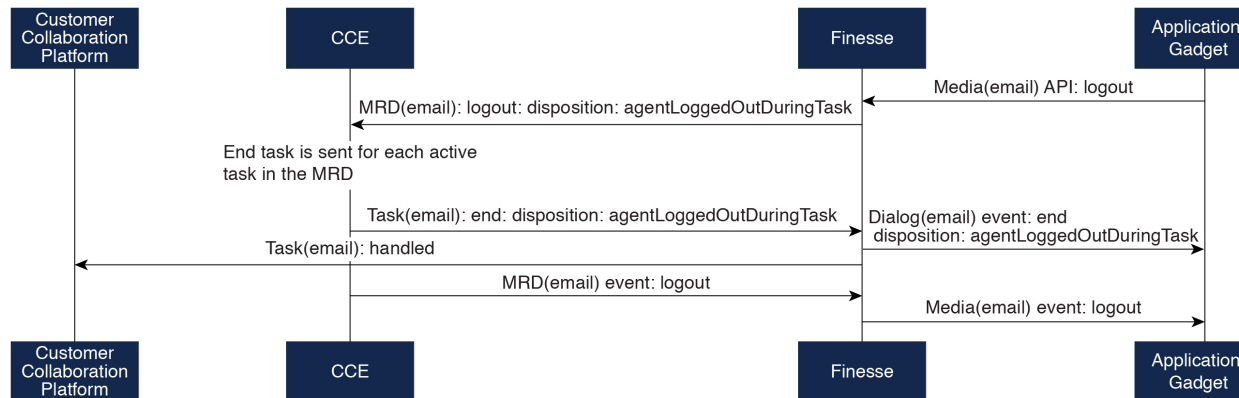 Customer
Collaboration
Platform
CCE
Finesse
Application
Gadget
Media(email) API: logout
MRD(email): logout: disposition: agentLoggedOutDuringTask
End task is sent for each active
task in the MRD
Task(email): end: disposition: agentLoggedOutDuringTask
Dialog(email) event: end
disposition: agentLoggedOutDuringTask
Task(email): handled
MRD(email) event: logout
Media(email) event: logout
Customer
Collaboration
Platform
CCE
Finesse
Application
Gadget